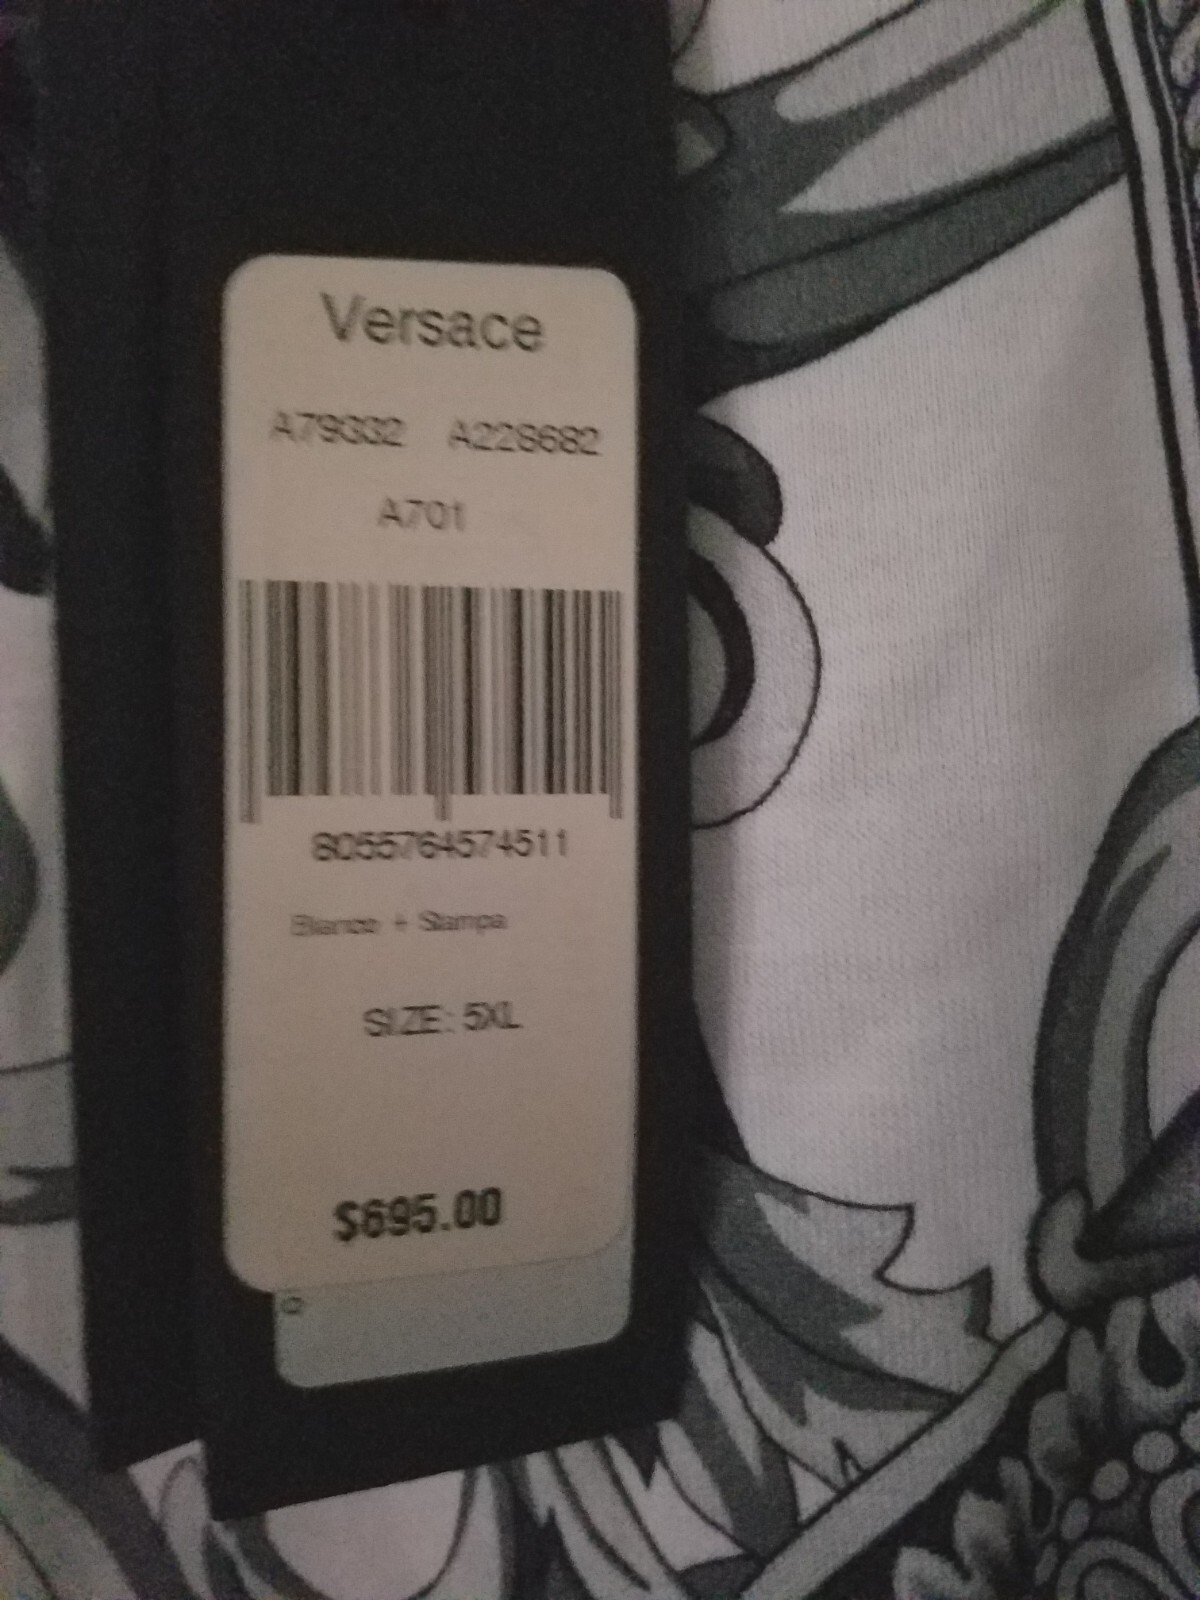 Versace
A79332 A228682
A701
8055764574511
Bianco + Stampa
SIZE: 5XL
$695.00